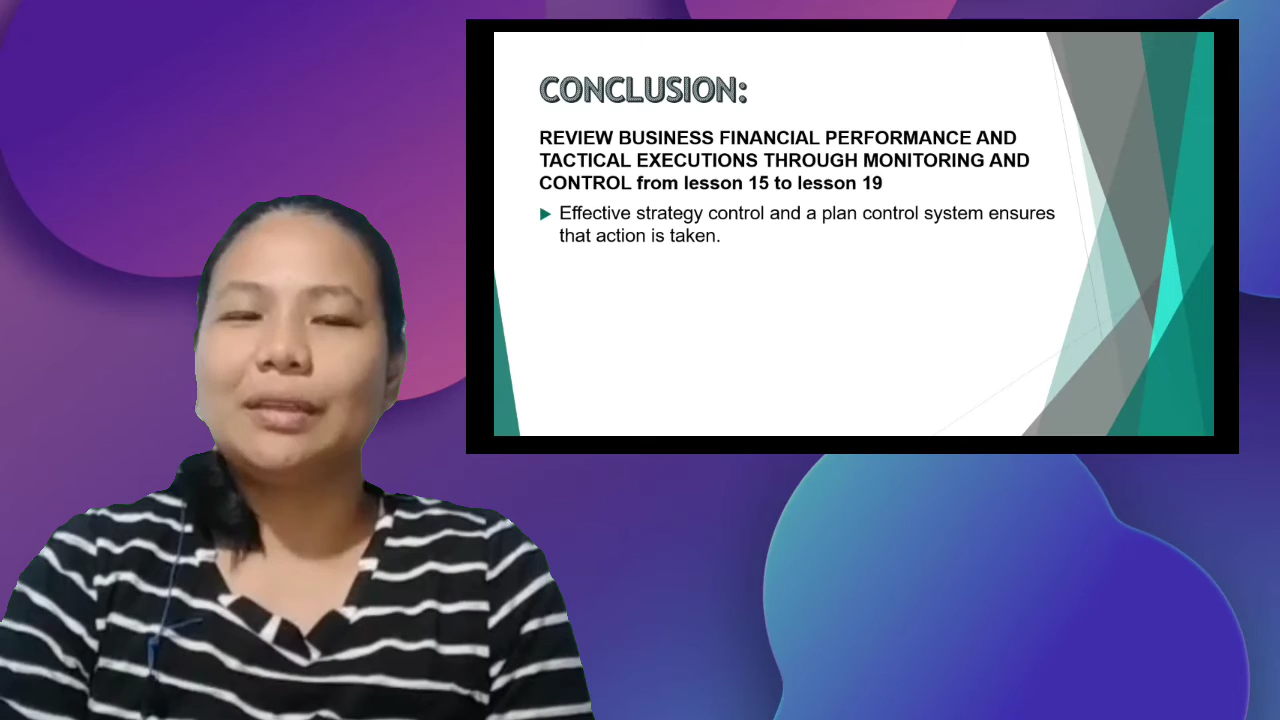 CONCLUSION:
REVIEW BUSINESS FINANCIAL PERFORMANCE AND
TACTICAL EXECUTIONS THROUGH MONITORING AND
CONTROL from lesson 15 to lesson 19
Effective strategy control and a plan control system ensures
that action is taken.